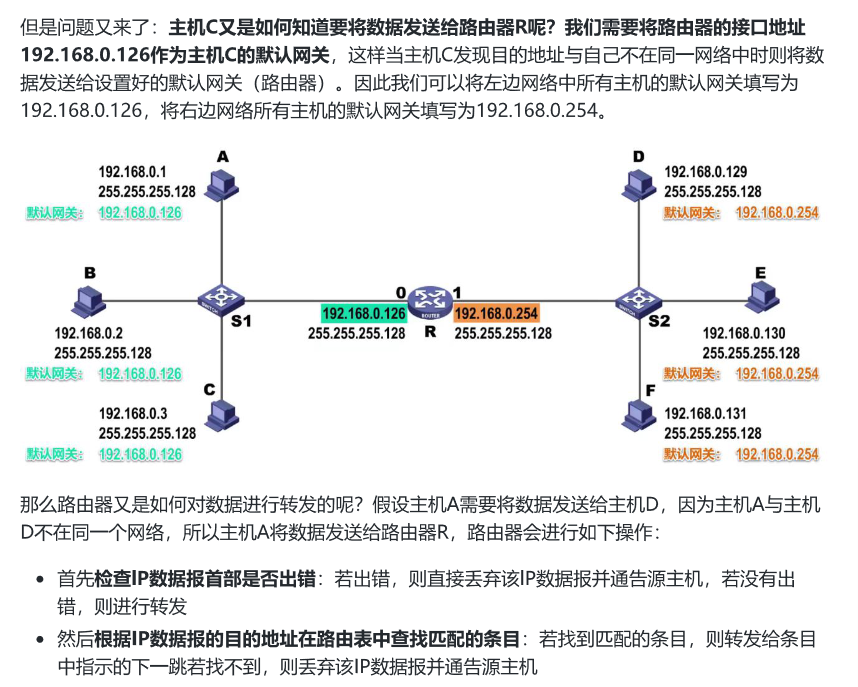 但是问题又来了：主机C又是如何知道要将数据发送给路由器R呢？我们需要将路由器的接口地址
192.168.0.126作为主机C的默认网关，这样当主机C发现目的地址与自己不在同一网络中时则将数
据发送给设置好的默认网关（路由器）。因此我们可以将左边网络中所有主机的默认网关填写为
192.168.0.126，将右边网络所有主机的默认网关填写为192.168.0.254。
A
192.168.0.1
255.255.255.128
默认网关： 192.168.0.126
D
192.168.0.129
255.255.255.128
默认网关： 192.168.0.254
B
192.168.0.2
255.255.255.128
默认网关： 192.168.0.126
S1
0
192.168.0.126
255.255.255.128
ROUTER
R
1
192.168.0.254
255.255.255.128
S2
E
192.168.0.130
255.255.255.128
默认网关： 192.168.0.254
C
192.168.0.3
255.255.255.128
默认网关： 192.168.0.126
F
192.168.0.131
255.255.255.128
默认网关： 192.168.0.254
那么路由器又是如何对数据进行转发的呢？假设主机A需要将数据发送给主机D，因为主机A与主机
D不在同一个网络，所以主机A将数据发送给路由器R，路由器会进行如下操作：
• 首先检查IP数据报首部是否出错：若出错，则直接丢弃该IP数据报并通告源主机，若没有出
错，则进行转发
• 然后根据IP数据报的目的地址在路由表中查找匹配的条目：若找到匹配的条目，则转发给条目
中指示的下一跳若找不到，则丢弃该IP数据报并通告源主机